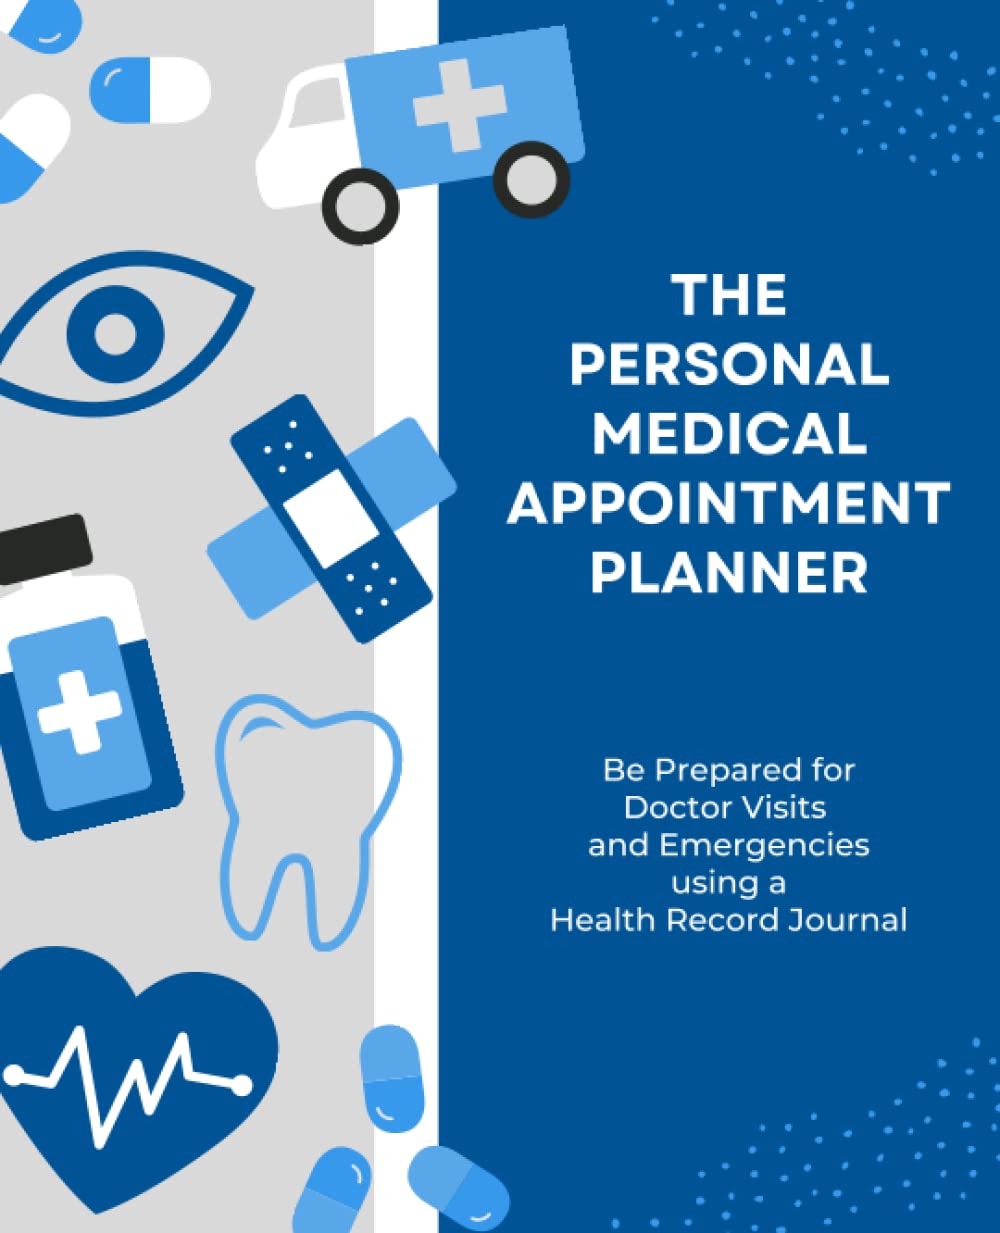 THE
PERSONAL
MEDICAL
APPOINTMENT
PLANNER
Be Prepared for
Doctor Visits
and Emergencies
using a
Health Record Journal